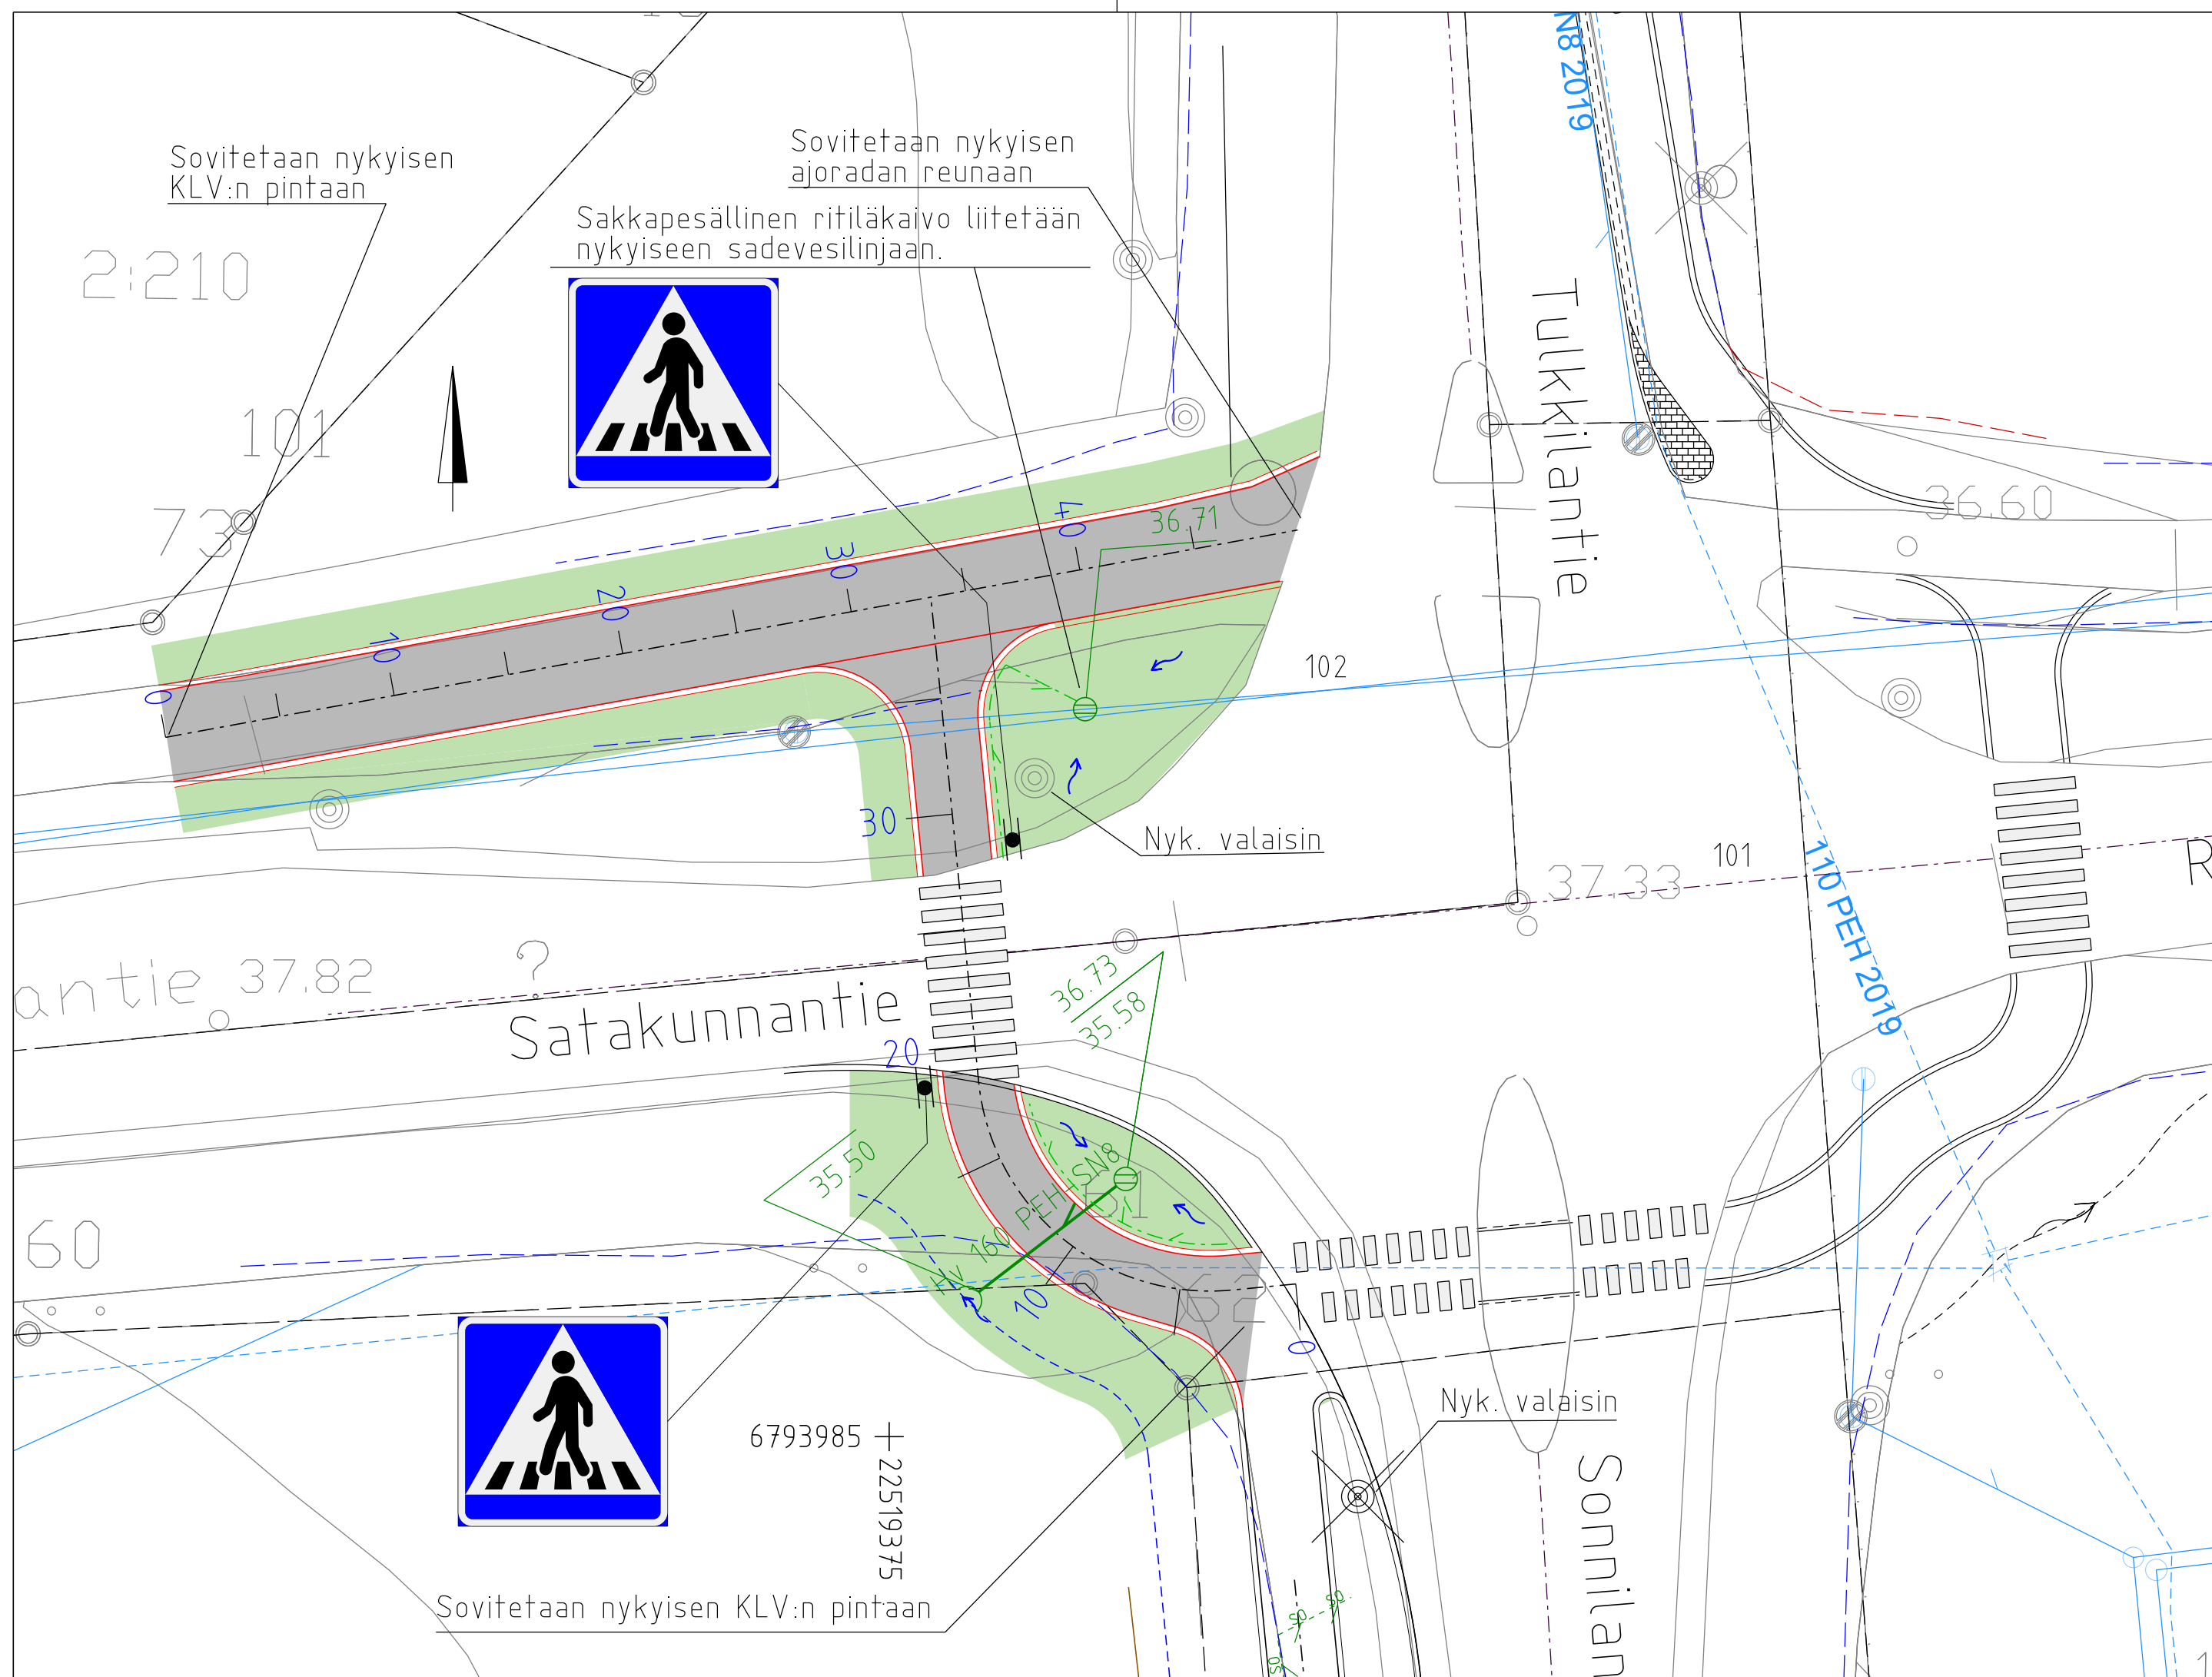 Sovitetaan nykyisen
KLV:n pintaan
Sovitetaan nykyisen
ajoradan reunaan
Sakkapesällinen ritiläkaivo liitetään
nykyiseen sadevesilinjaan.
N8 2019
2:210
101
73
Tulkkilantie
36.60
0
10
20
30
40
36.71
102
30
Nyk. valaisin
37.33
101
110 PEH 2019
R
antie 37.82
?
Satakunnantie
20
36.73
35.58
35.50
PEH-SN8
KV 160
10
0
60
Nyk. valaisin
6793985
22519375
Sonnilan
Sovitetaan nykyisen KLV:n pintaan
SO
SO
SO